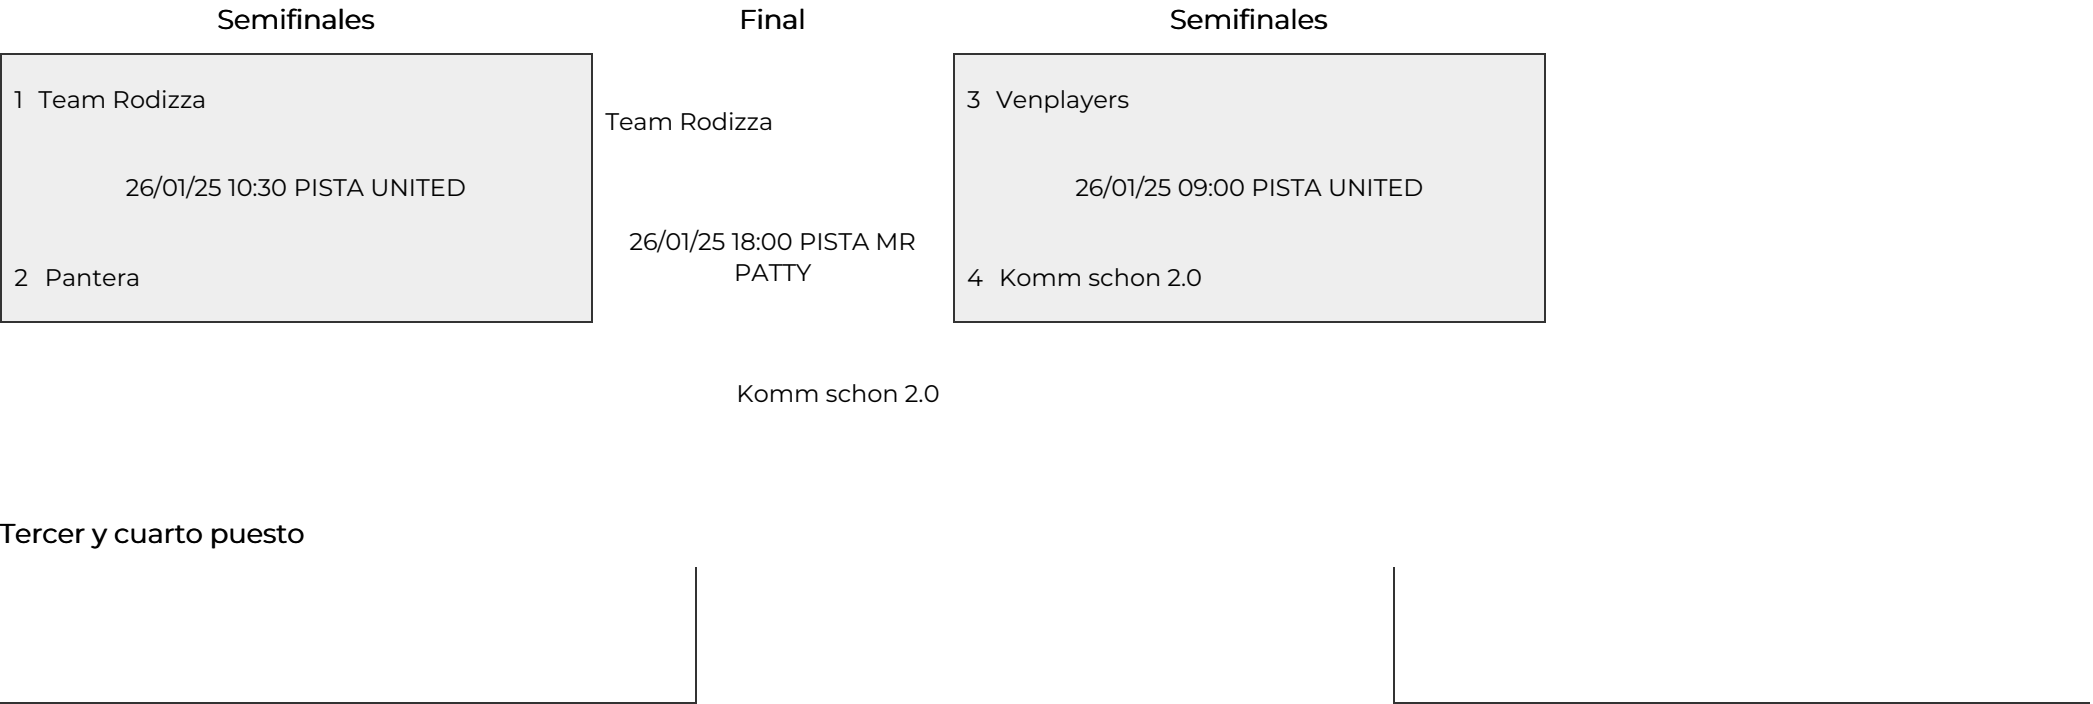 Semifinales
Final
Semifinales
1 Team Rodizza
26/01/25 10:30 PISTA UNITED
2 Pantera
Team Rodizza
26/01/25 18:00 PISTA MR
PATTY
Komm schon 2.0
3 Venplayers
26/01/25 09:00 PISTA UNITED
4 Komm schon 2.0
Tercer y cuarto puesto